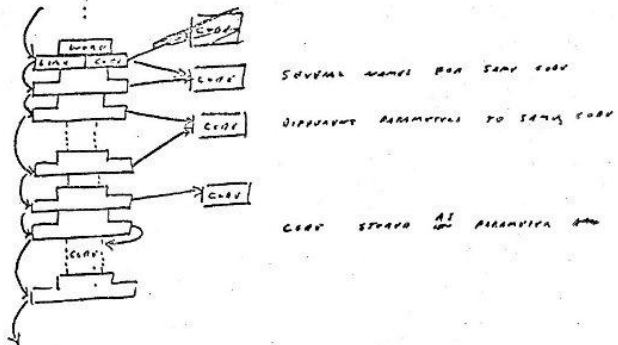 CODE
WORD
LINK CODE
CODE SEVERAL NAMES FOR SAME CODE
CODE DIFFERENT PARAMETERS TO SAME CODE
CODE
CODE STORED AS PARAMETER
CODE